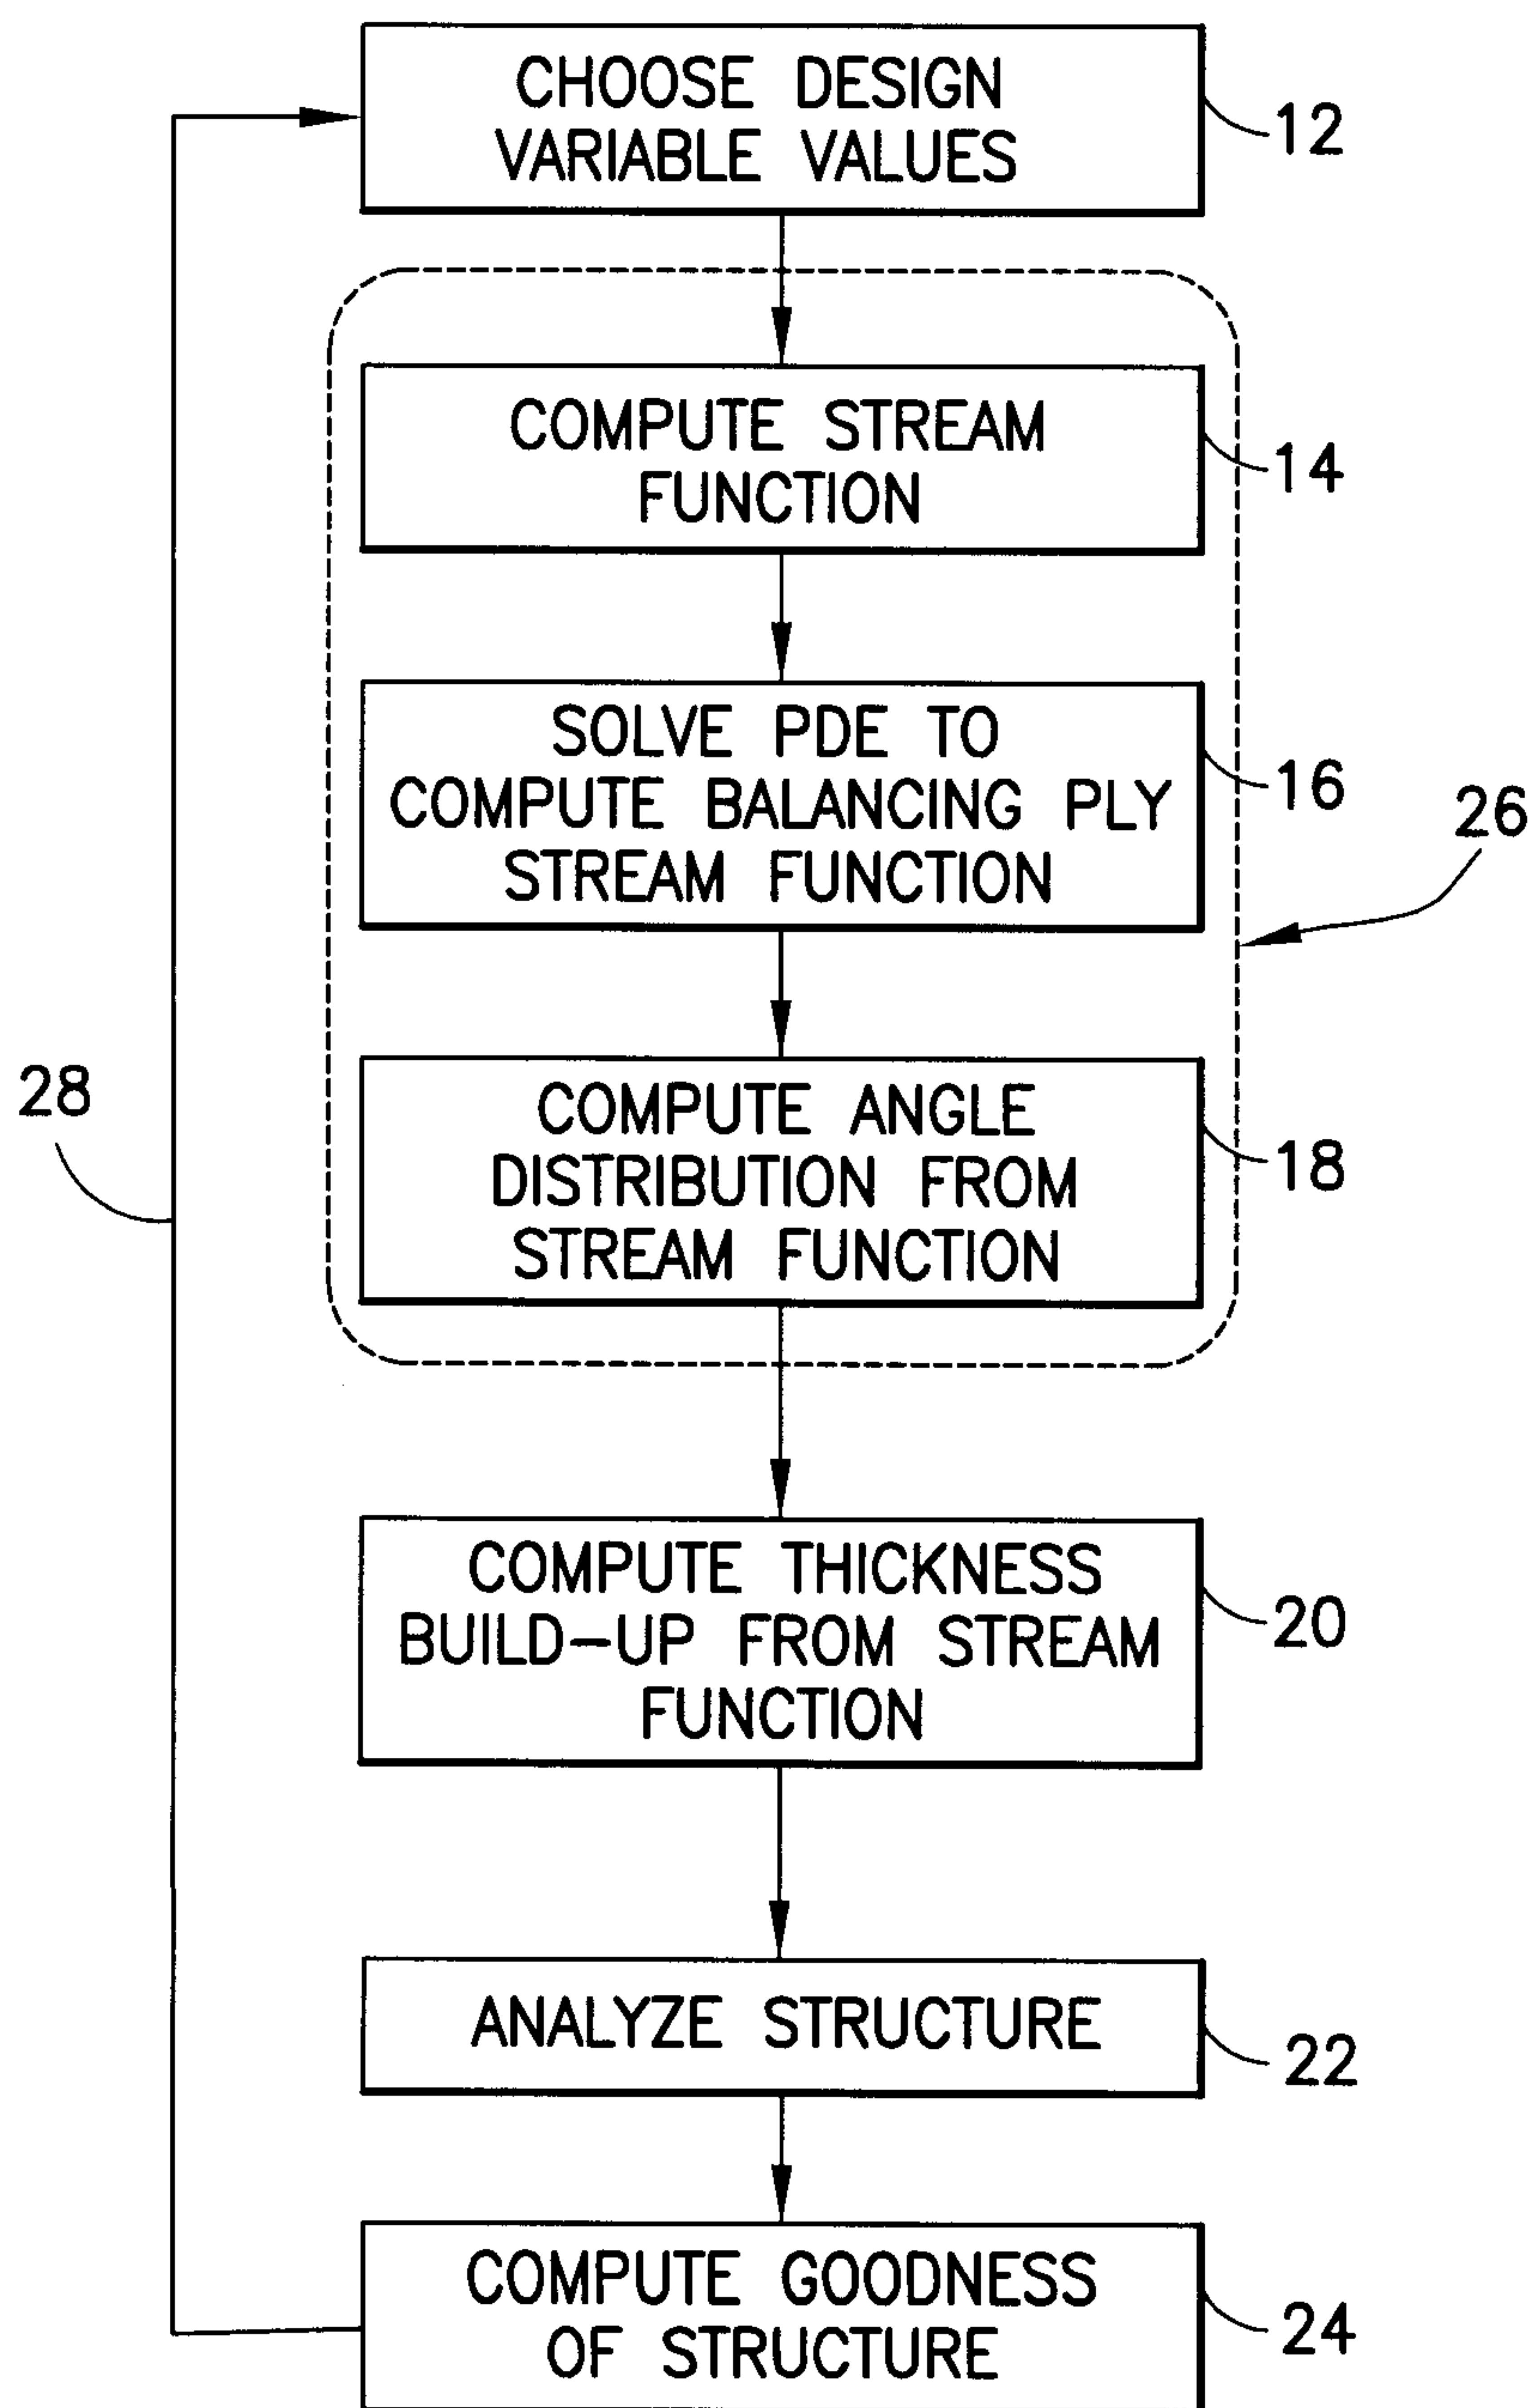 CHOOSE DESIGN
VARIABLE VALUES
12
COMPUTE STREAM
FUNCTION
14
SOLVE PDE TO
COMPUTE BALANCING PLY
STREAM FUNCTION
16
26
COMPUTE ANGLE
DISTRIBUTION FROM
STREAM FUNCTION
18
28
COMPUTE THICKNESS
BUILD-UP FROM STREAM
FUNCTION
20
ANALYZE STRUCTURE
22
COMPUTE GOODNESS
OF STRUCTURE
24